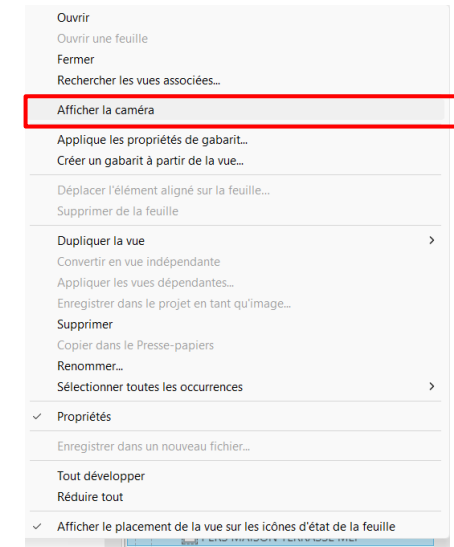 Ouvrir
Ouvrir une feuille
Fermer
Rechercher les vues associées...
Afficher la caméra
Applique les propriétés de gabarit...
Créer un gabarit à partir de la vue...
Déplacer l'élément aligné sur la feuille...
Supprimer de la feuille
Dupliquer la vue
Convertir en vue indépendante
Appliquer les vues dépendantes...
Enregistrer dans le projet en tant qu'image...
Supprimer
Copier dans le Presse-papiers
Renommer...
Sélectionner toutes les occurrences
Propriétés
Enregistrer dans un nouveau fichier...
Tout développer
Réduire tout
Afficher le placement de la vue sur les icônes d'état de la feuille
PERS MAISON TERRASSE MEP